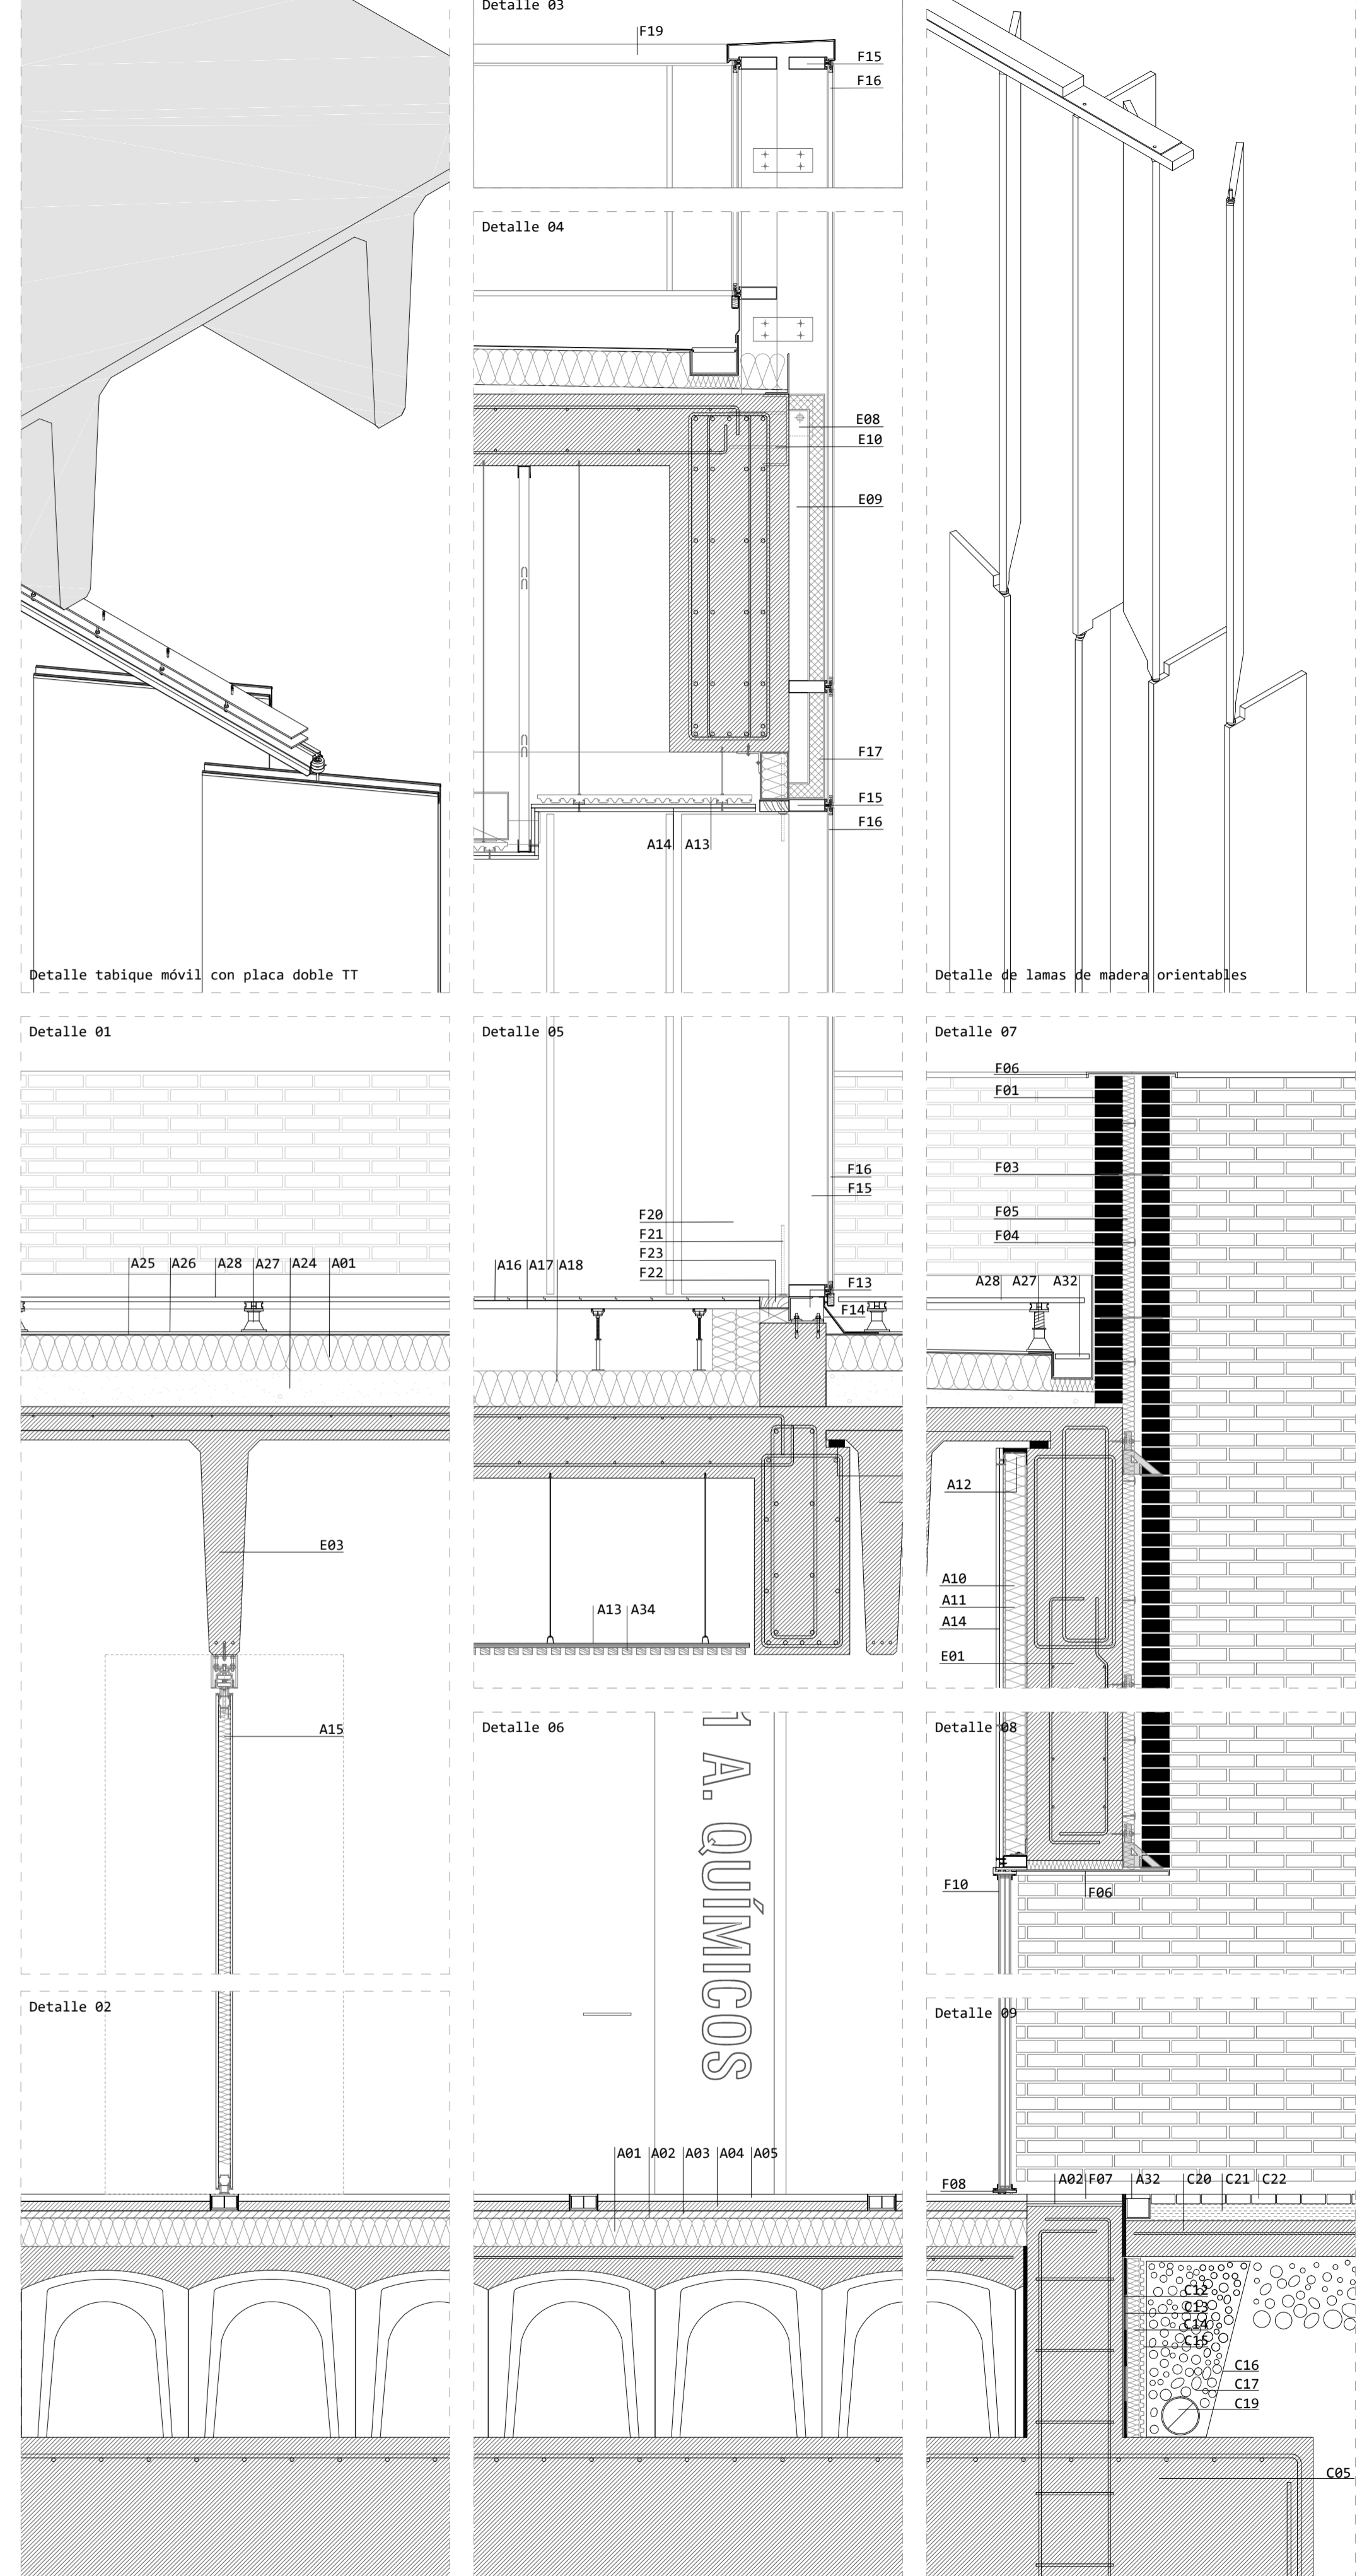 Detalle 03
F19
F15
F16
Detalle 04
E08
E10
E09
F17
F15
F16
A14 A13
Detalle tabique móvil con placa doble TT
Detalle de lamas de madera orientables
Detalle 01
A25 A26 A28 A27 A24 A01
E03
A15
Detalle 02
Detalle 05
F16
F15
F20
F21
F23
F22
A16 A17 A18
F13
F14
A13 A34
Detalle 06
1 A. QUÍMICOS
A01 A02 A03 A04 A05
Detalle 07
F06
F01
F03
F05
F04
A28 A27 A32
A12
A10
A11
A14
E01
Detalle 08
F10
F06
Detalle 09
F08
A02 F07 A32 C20 C21 C22
C12
C13
C14
C15
C16
C17
C19
C05